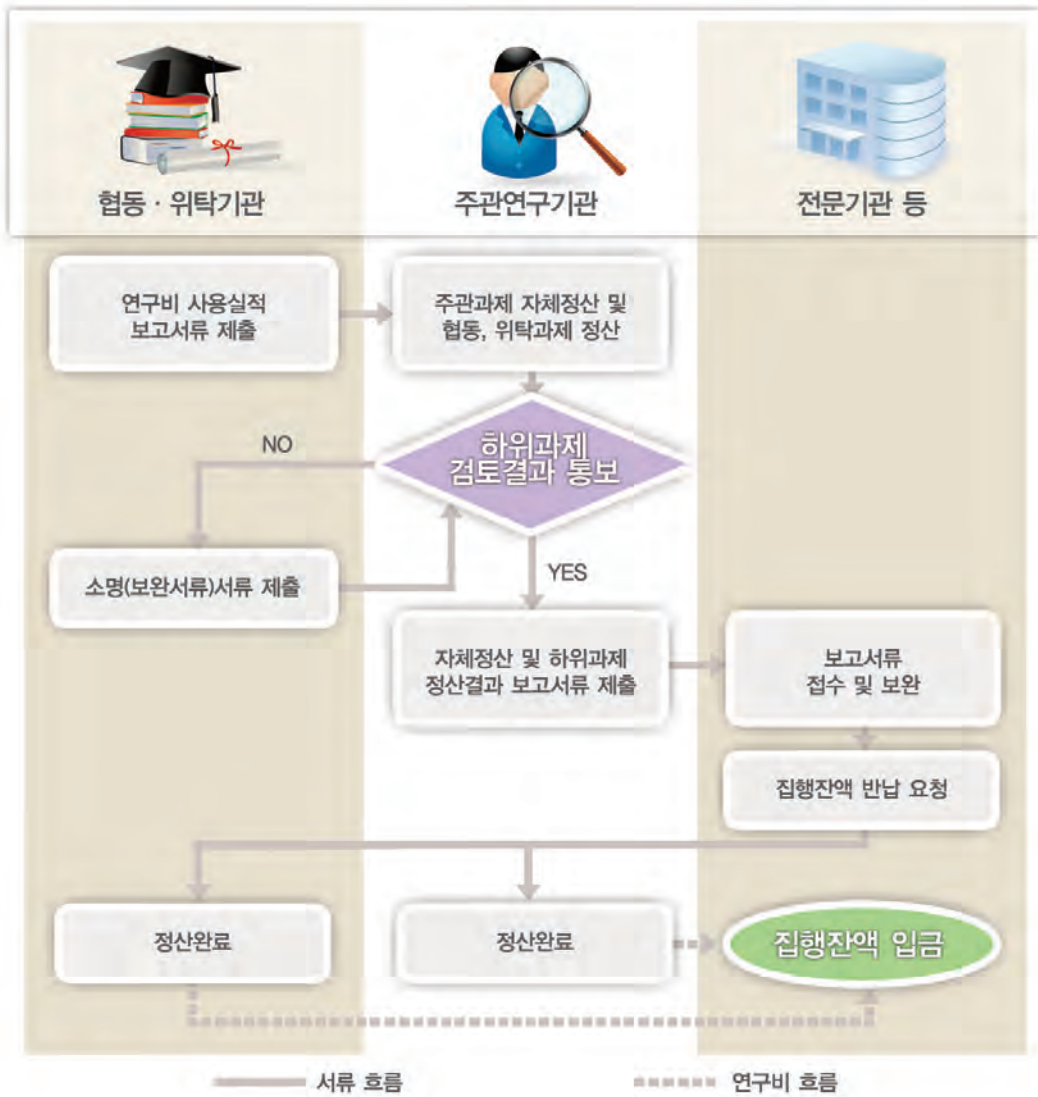 협동 · 위탁기관
주관연구기관
전문기관 등
연구비 사용실적
보고서류 제출
주관과제 자체정산 및
협동, 위탁과제 정산
하위과제
검토결과 통보
NO
소명(보완서류)서류 제출
YES
자체정산 및 하위과제
정산결과 보고서류 제출
보고서류
접수 및 보완
집행잔액 반납 요청
정산완료
정산완료
집행잔액 입금
서류 흐름
연구비 흐름